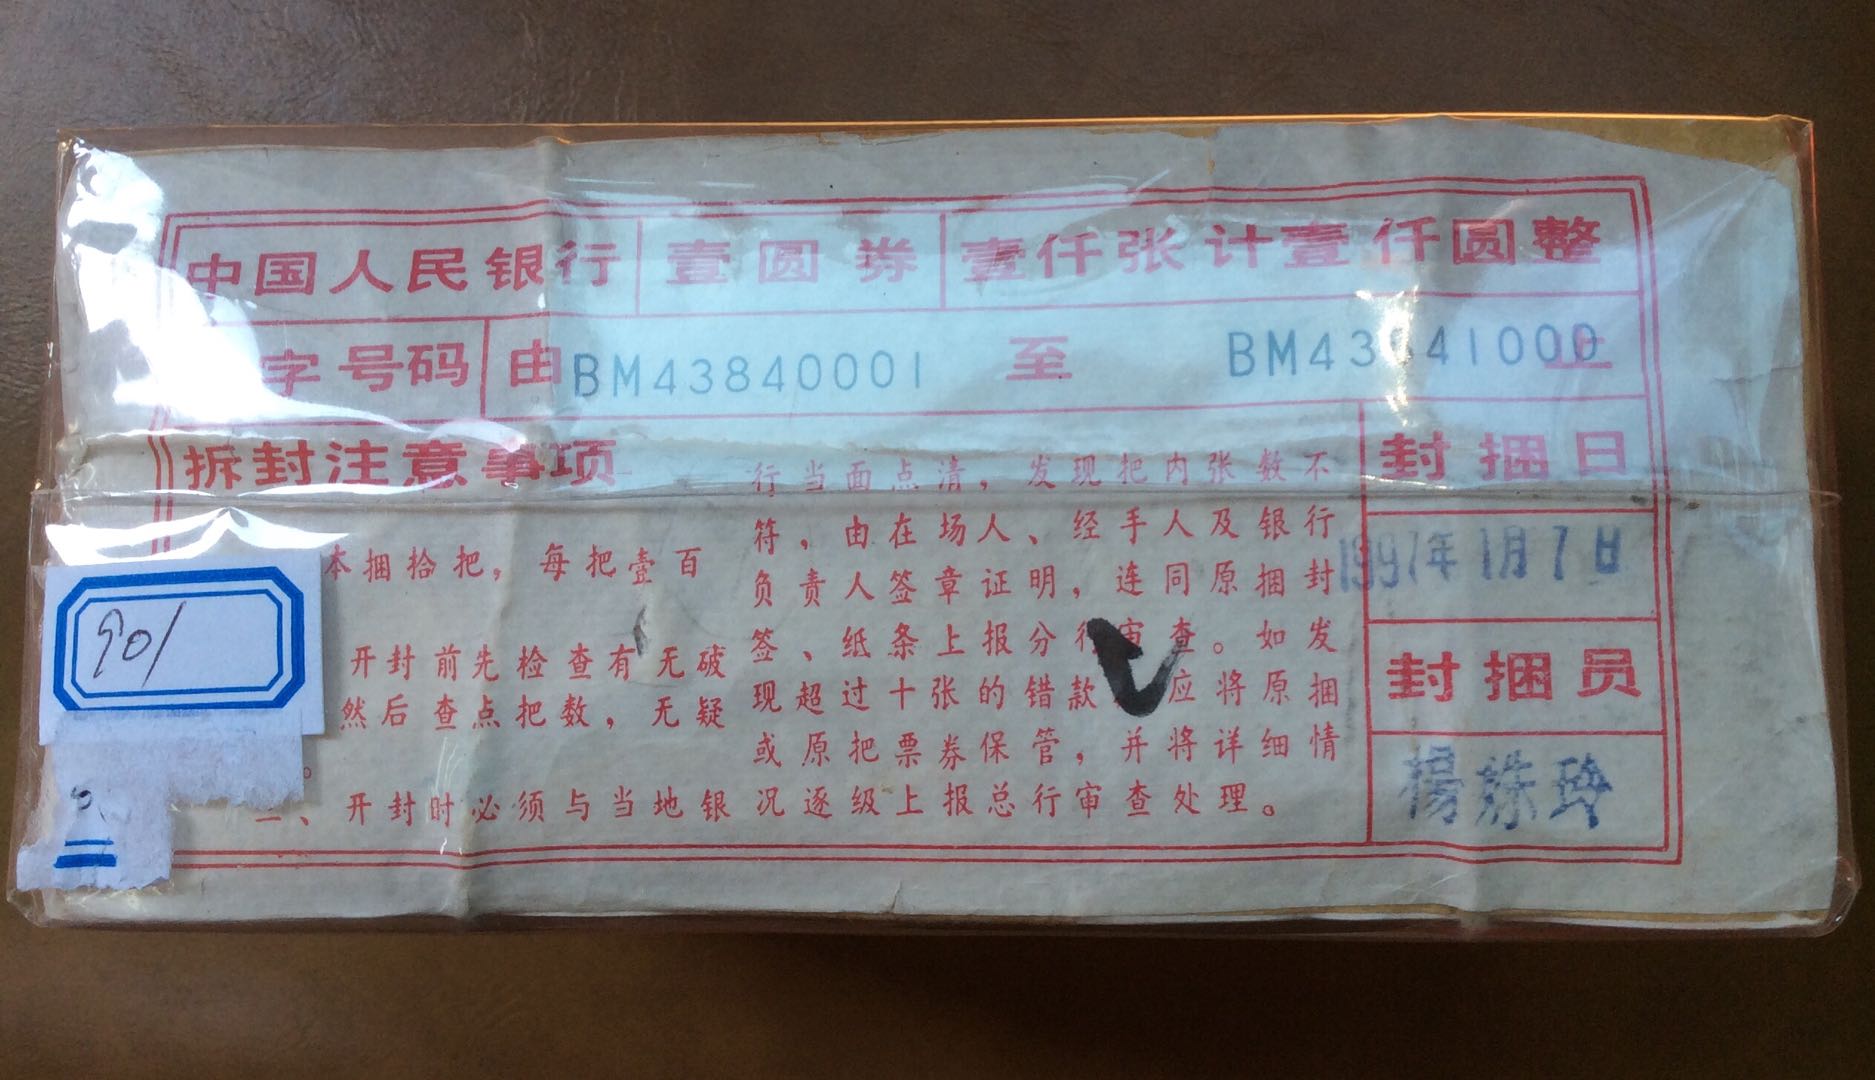 中国人民银行 壹圆券 壹仟张计壹仟圆整
字号码 由 BM43840001 至 BM43841000 止
拆封注意事项
本捆拾把，每把壹百
开封前先检查有无破
然后查点把数，无疑
。
二、开封时必须与当地银
行当面点清，发现把内张数不
符，由在场人、经手人及银行
负责人签章证明，连同原捆封
签、纸条上报分行审查。如发
现超过十张的错款，应将原捆
或原把票券保管，并将详细情
况逐级上报总行审查处理。
封捆日
1997年1月7日
封捆员
901